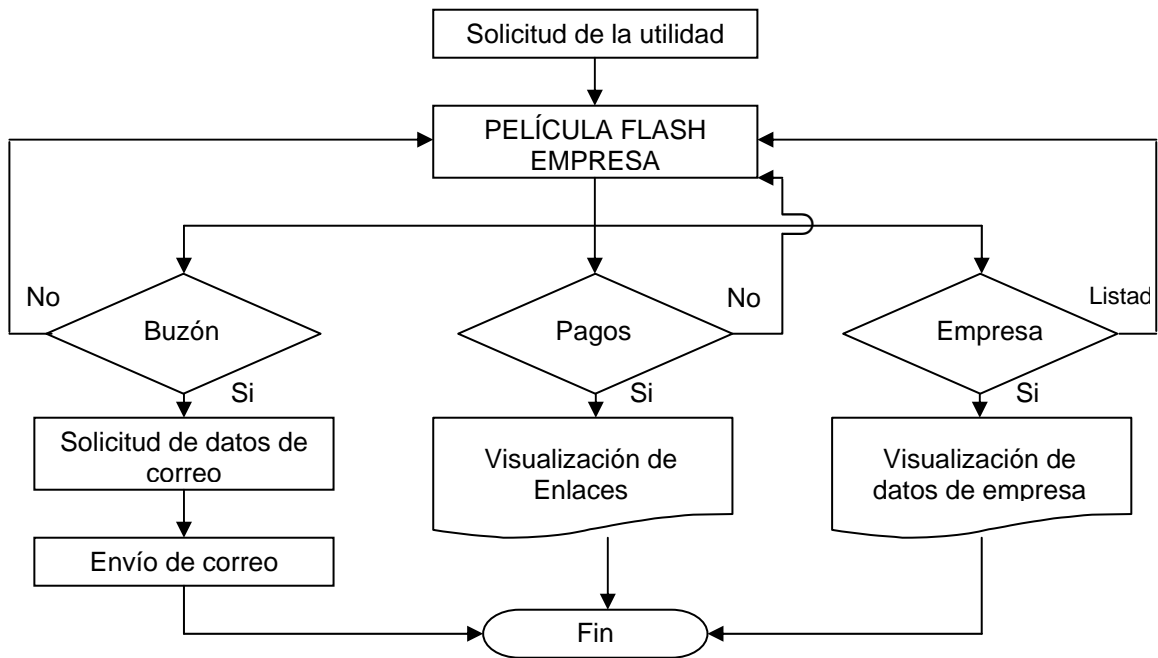 Solicitud de la utilidad
PELÍCULA FLASH
EMPRESA
No
Buzón
Si
Pagos
No
Si
Empresa
Listad
Si
Solicitud de datos de
correo
Visualización de
Enlaces
Visualización de
datos de empresa
Envío de correo
Fin